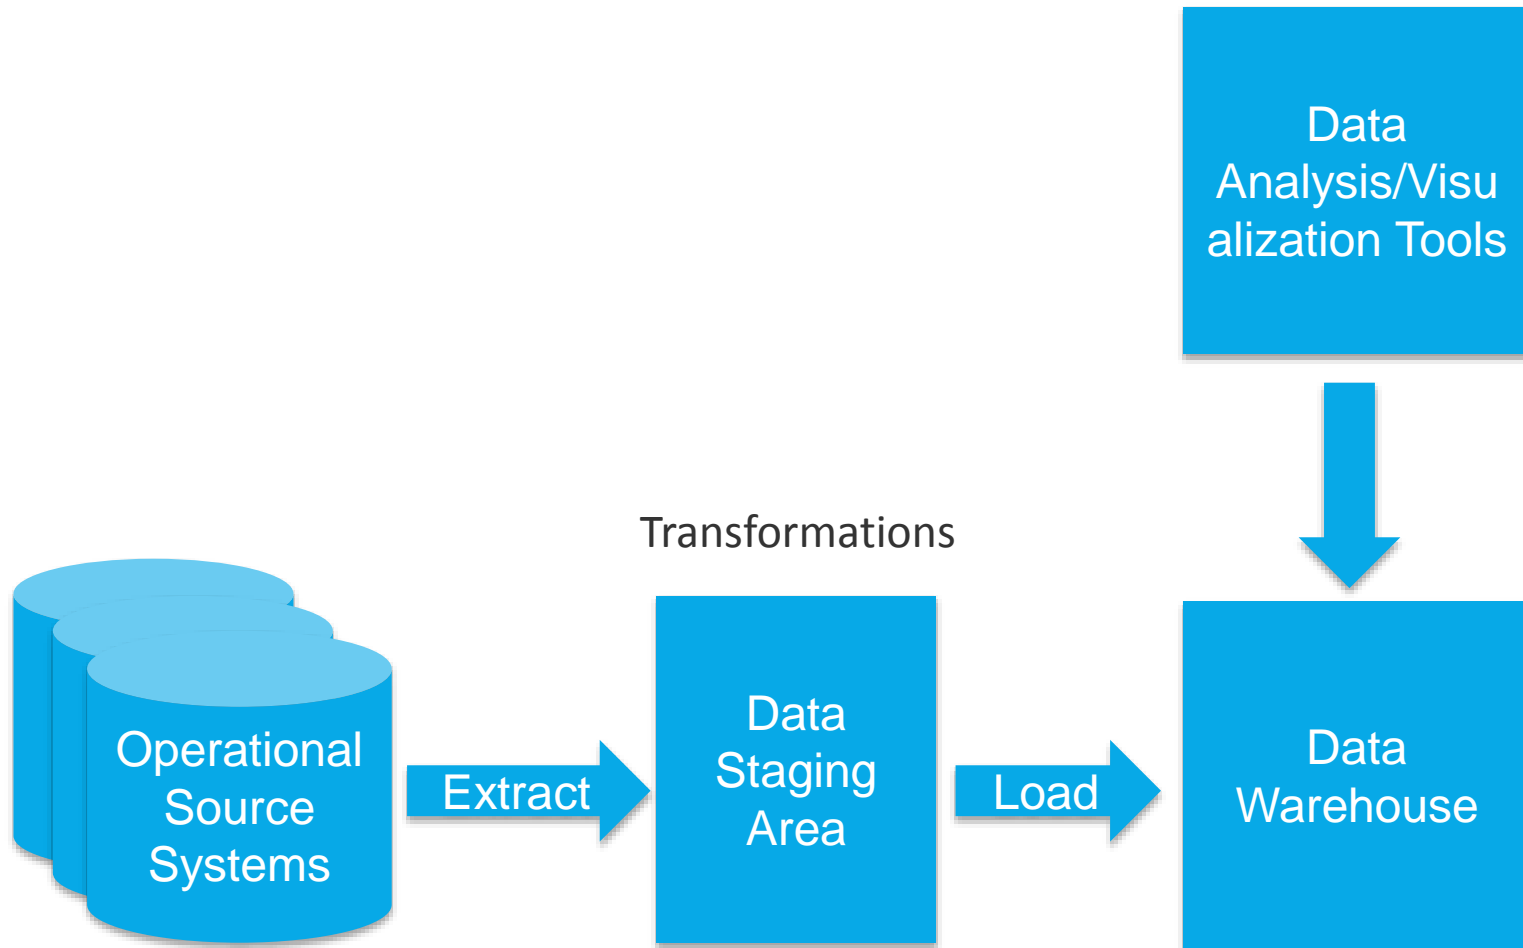 Data
Analysis/Visu
alization Tools
Transformations
Operational
Source
Systems
Extract
Data
Staging
Area
Load
Data
Warehouse